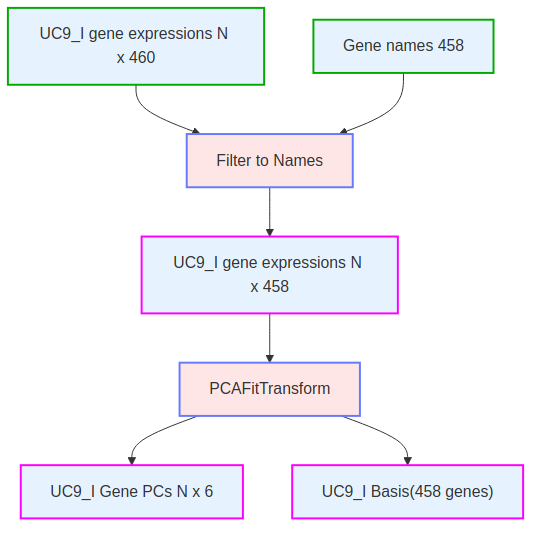 UC9_I gene expressions N
x 460
Gene names 458
Filter to Names
UC9_I gene expressions N
x 458
PCAFitTransform
UC9_I Gene PCs N x 6
UC9_I Basis(458 genes)